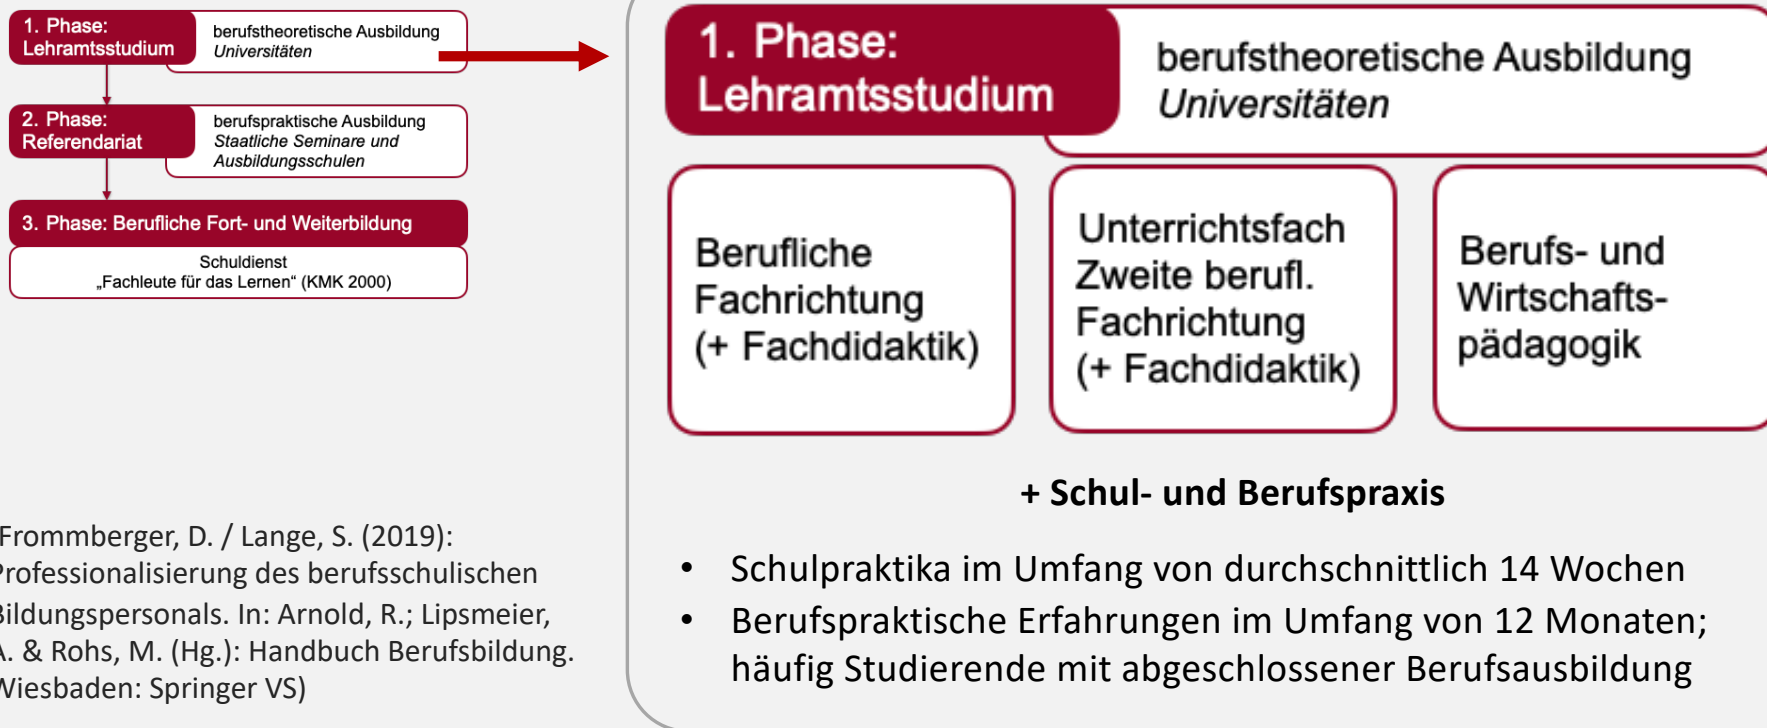 1. Phase:
Lehramtsstudium
berufstheoretische Ausbildung
Universitäten
2. Phase:
Referendariat
berufspraktische Ausbildung
Staatliche Seminare und
Ausbildungsschulen
3. Phase: Berufliche Fort- und Weiterbildung
Schuldienst
„Fachleute für das Lernen“ (KMK 2000)
Frommberger, D. / Lange, S. (2019):
Professionalisierung des berufsschulischen
Bildungspersonals. In: Arnold, R.; Lipsmeier,
A. & Rohs, M. (Hg.): Handbuch Berufsbildung.
Wiesbaden: Springer VS)
1. Phase:
Lehramtsstudium
berufstheoretische Ausbildung
Universitäten
Berufliche
Fachrichtung
(+ Fachdidaktik)
Unterrichtsfach
Zweite berufl.
Fachrichtung
(+ Fachdidaktik)
Berufs- und
Wirtschafts-
pädagogik
+ Schul- und Berufspraxis
• Schulpraktika im Umfang von durchschnittlich 14 Wochen
• Berufspraktische Erfahrungen im Umfang von 12 Monaten;
häufig Studierende mit abgeschlossener Berufsausbildung